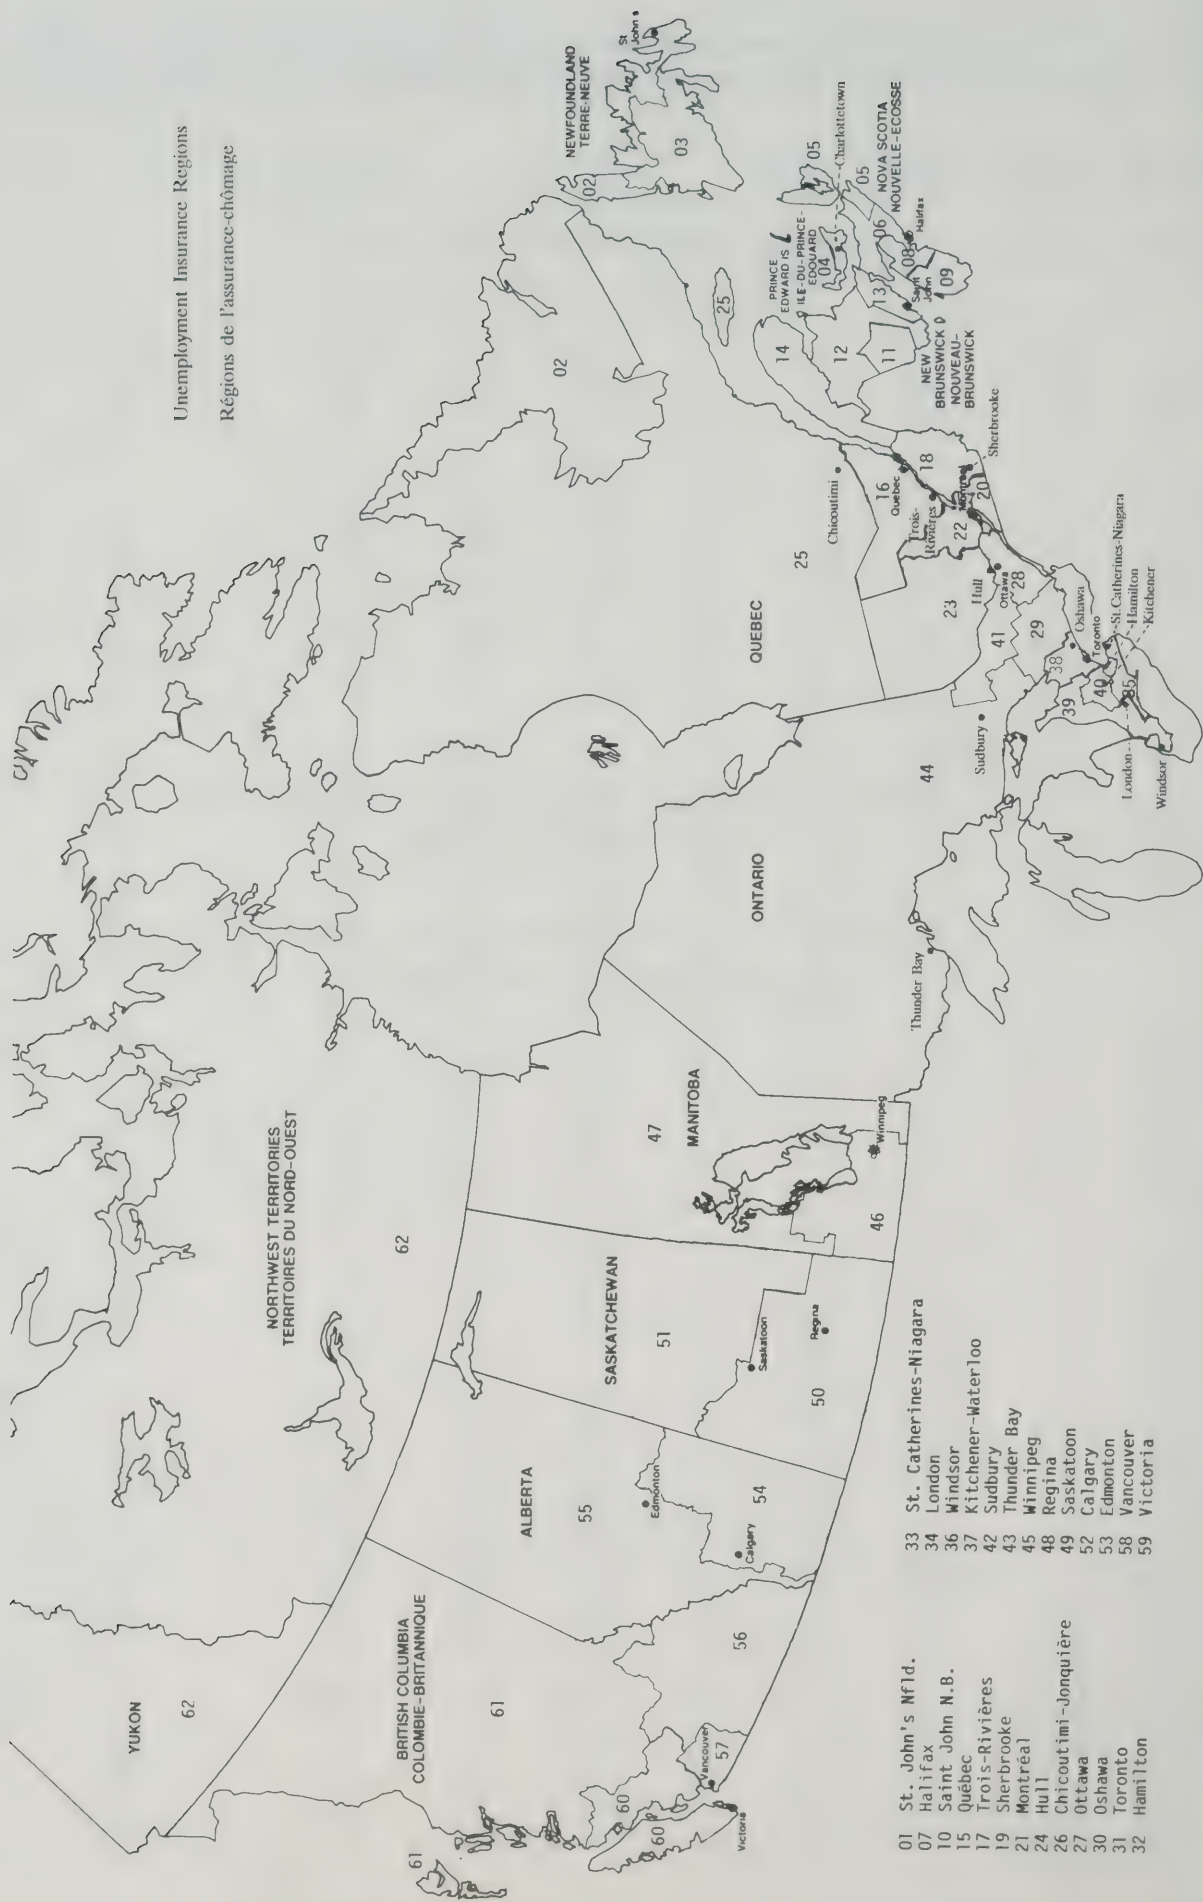 Unemployment Insurance Regions
Régions de l'assurance-chômage
YUKON
62
NORTHWEST TERRITORIES
TERRITOIRES DU NORD-OUEST
62
BRITISH COLUMBIA
COLOMBIE-BRITANNIQUE
61
61
60
60
Victoria
Vancouver
57
56
ALBERTA
55
Edmonton
54
Calgary
SASKATCHEWAN
51
Saskatoon
Regina
50
MANITOBA
47
Winnipeg
46
ONTARIO
Thunder Bay
44
Sudbury
41
39
38
40
35
29
28
London
Windsor
Oshawa
Toronto
St.Catherines-Niagara
Hamilton
Kitchener
Ottawa
Hull
QUEBEC
25
25
23
22
Chicoutimi
16
Quebec
Trois-
Rivières
18
Montreal
20
Sherbrooke
14
NEWFOUNDLAND
TERRE-NEUVE
St
John s
02
02
03
PRINCE
EDWARD IS
ILE-DU-PRINCE-
EDOUARD
04
Charlottetown
05
05
NOVA SCOTIA
NOUVELLE-ECOSSE
06
08
Halifax
09
13
12
11
Saint
John
NEW
BRUNSWICK
NOUVEAU-
BRUNSWICK
01 St. John's Nfld.
07 Halifax
10 Saint John N.B.
15 Québec
17 Trois-Rivières
19 Sherbrooke
21 Montréal
24 Hull
26 Chicoutimi-Jonquière
27 Ottawa
30 Oshawa
31 Toronto
32 Hamilton
33 St. Catherines-Niagara
34 London
36 Windsor
37 Kitchener-Waterloo
42 Sudbury
43 Thunder Bay
45 Winnipeg
48 Regina
49 Saskatoon
52 Calgary
53 Edmonton
58 Vancouver
59 Victoria